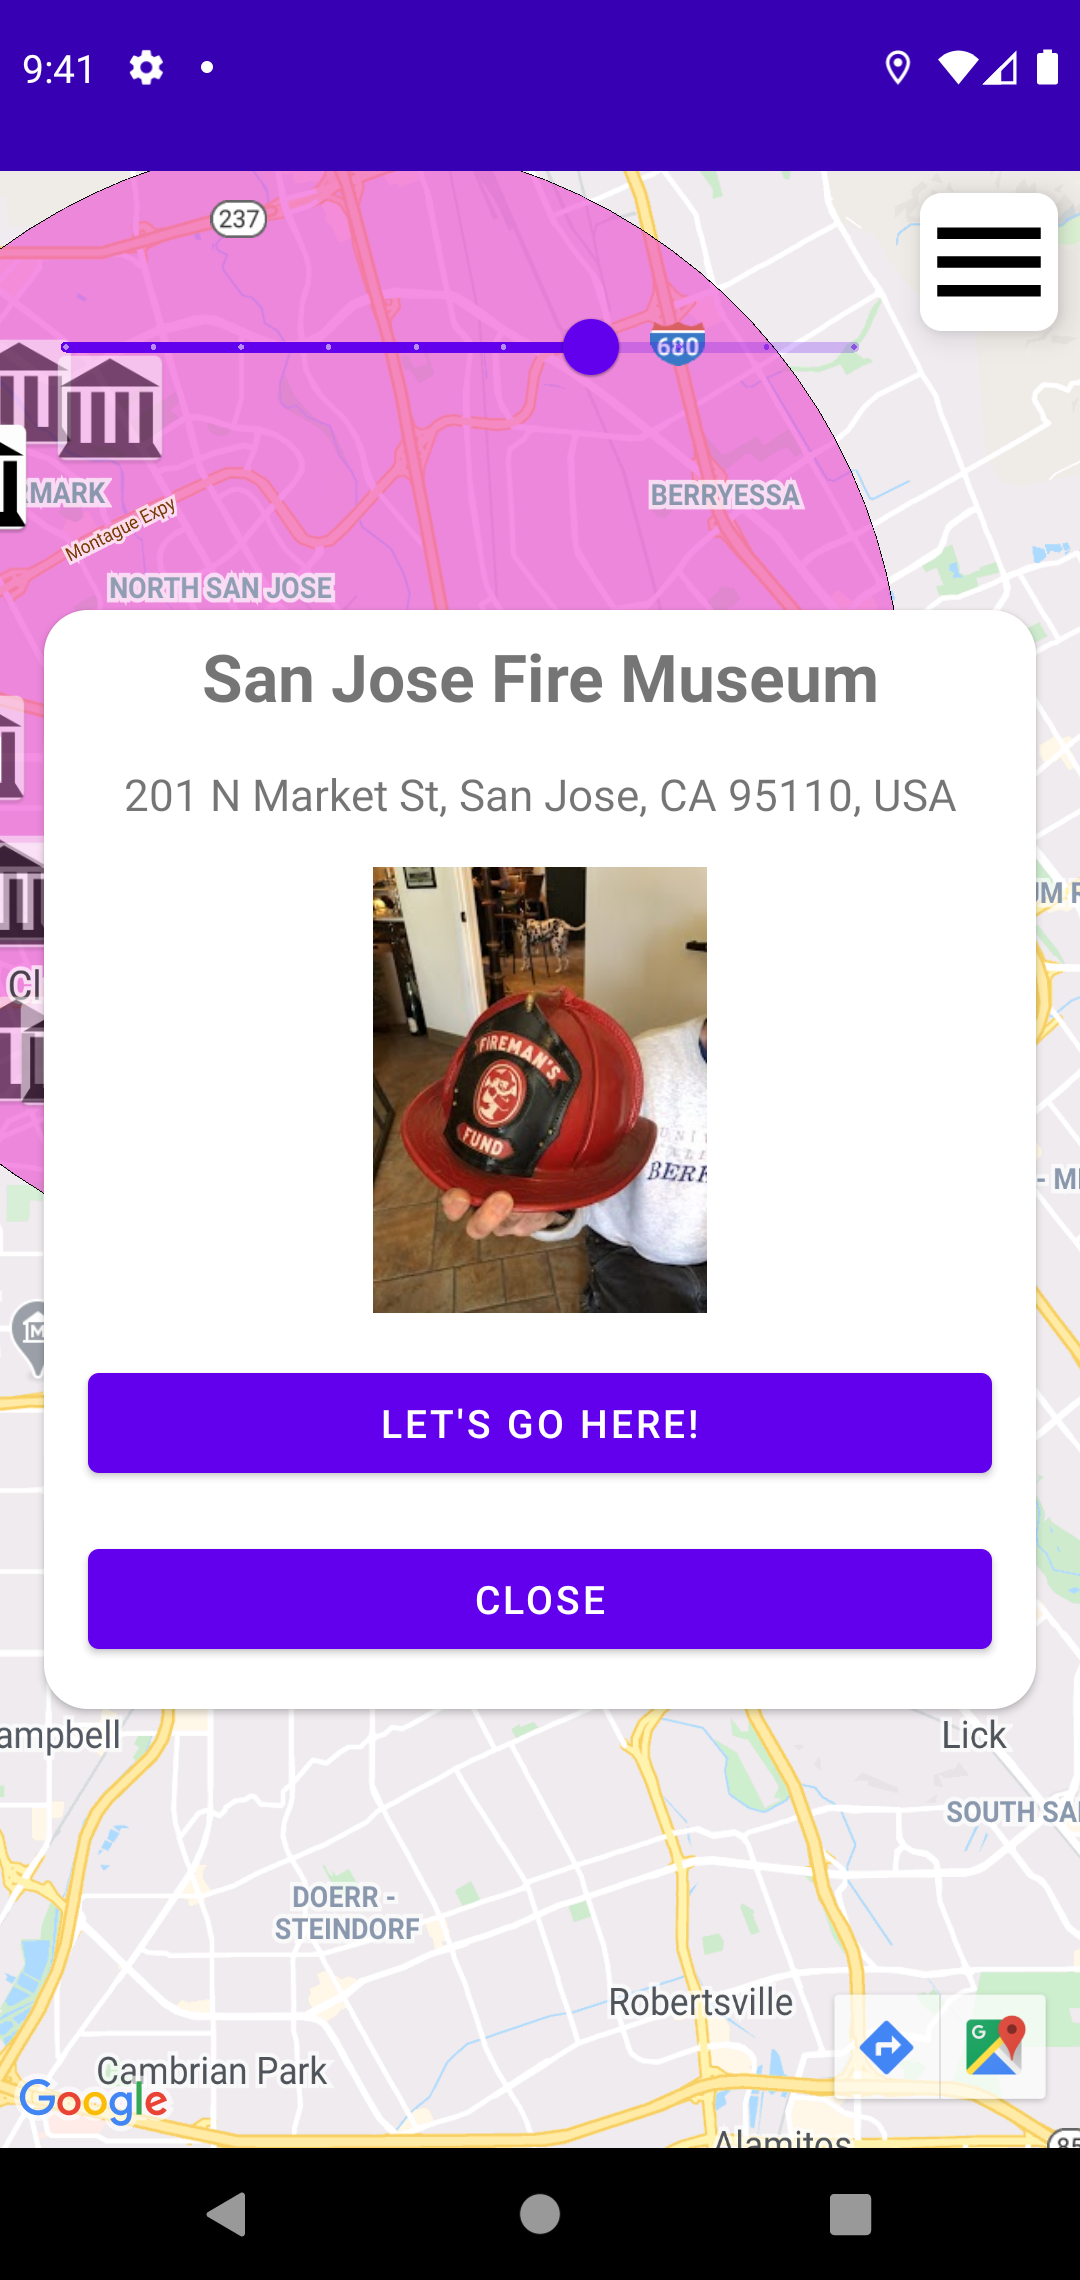 9:41
237
680
MARK
Montague Expy
BERRYESSA
NORTH SAN JOSE
San Jose Fire Museum
201 N Market St, San Jose, CA 95110, USA
FIREMAN'S
FUND
LET'S GO HERE!
CLOSE
ampbell
Lick
SOUTH SA
DOERR -
STEINDORF
Robertsville
Cambrian Park
Google
Alamitos
85